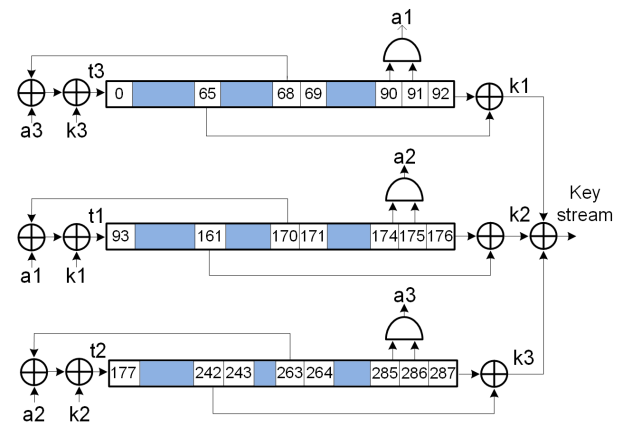 a1
t3
0 65 68 69 90 91 92
k1
a3 k3
a2
t1
93 161 170 171 174 175 176
k2
Key
stream
a1 k1
a3
t2
177 242 243 263 264 285 286 287
k3
a2 k2